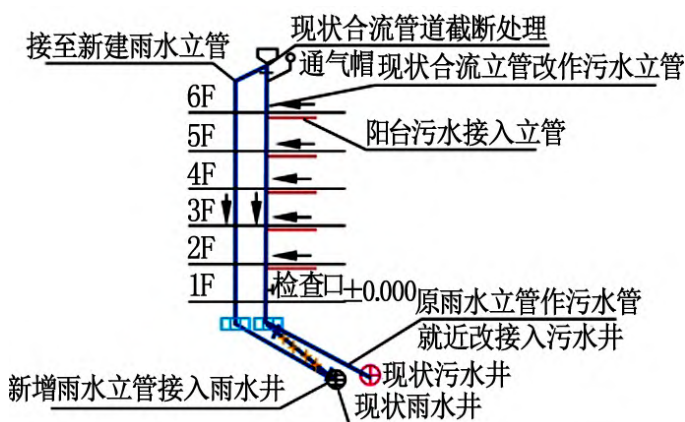 现状合流管道截断处理
接至新建雨水立管
通气帽
现状合流立管改作污水立管
6F
阳台污水接入立管
5F
4F
3F
2F
1F
检查口
±0.000
原雨水立管作污水管
就近改接入污水井
现状污水井
新增雨水立管接入雨水井
现状雨水井